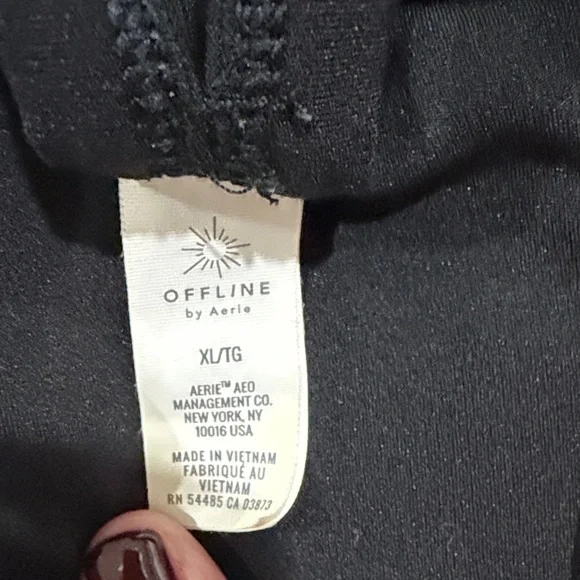 OFFLINE
by Aerie
XL/TG
AERIE™ AEO
MANAGEMENT CO.
NEW YORK, NY
10016 USA
MADE IN VIETNAM
FABRIQUÉ AU
VIETNAM
RN 54485 CA 03873